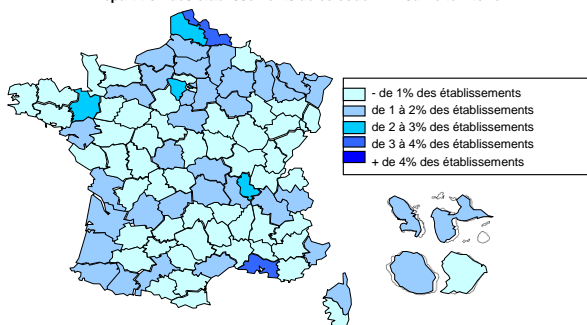 - de 1% des établissements
de 1 à 2% des établissements
de 2 à 3% des établissements
de 3 à 4% des établissements
+ de 4% des établissements